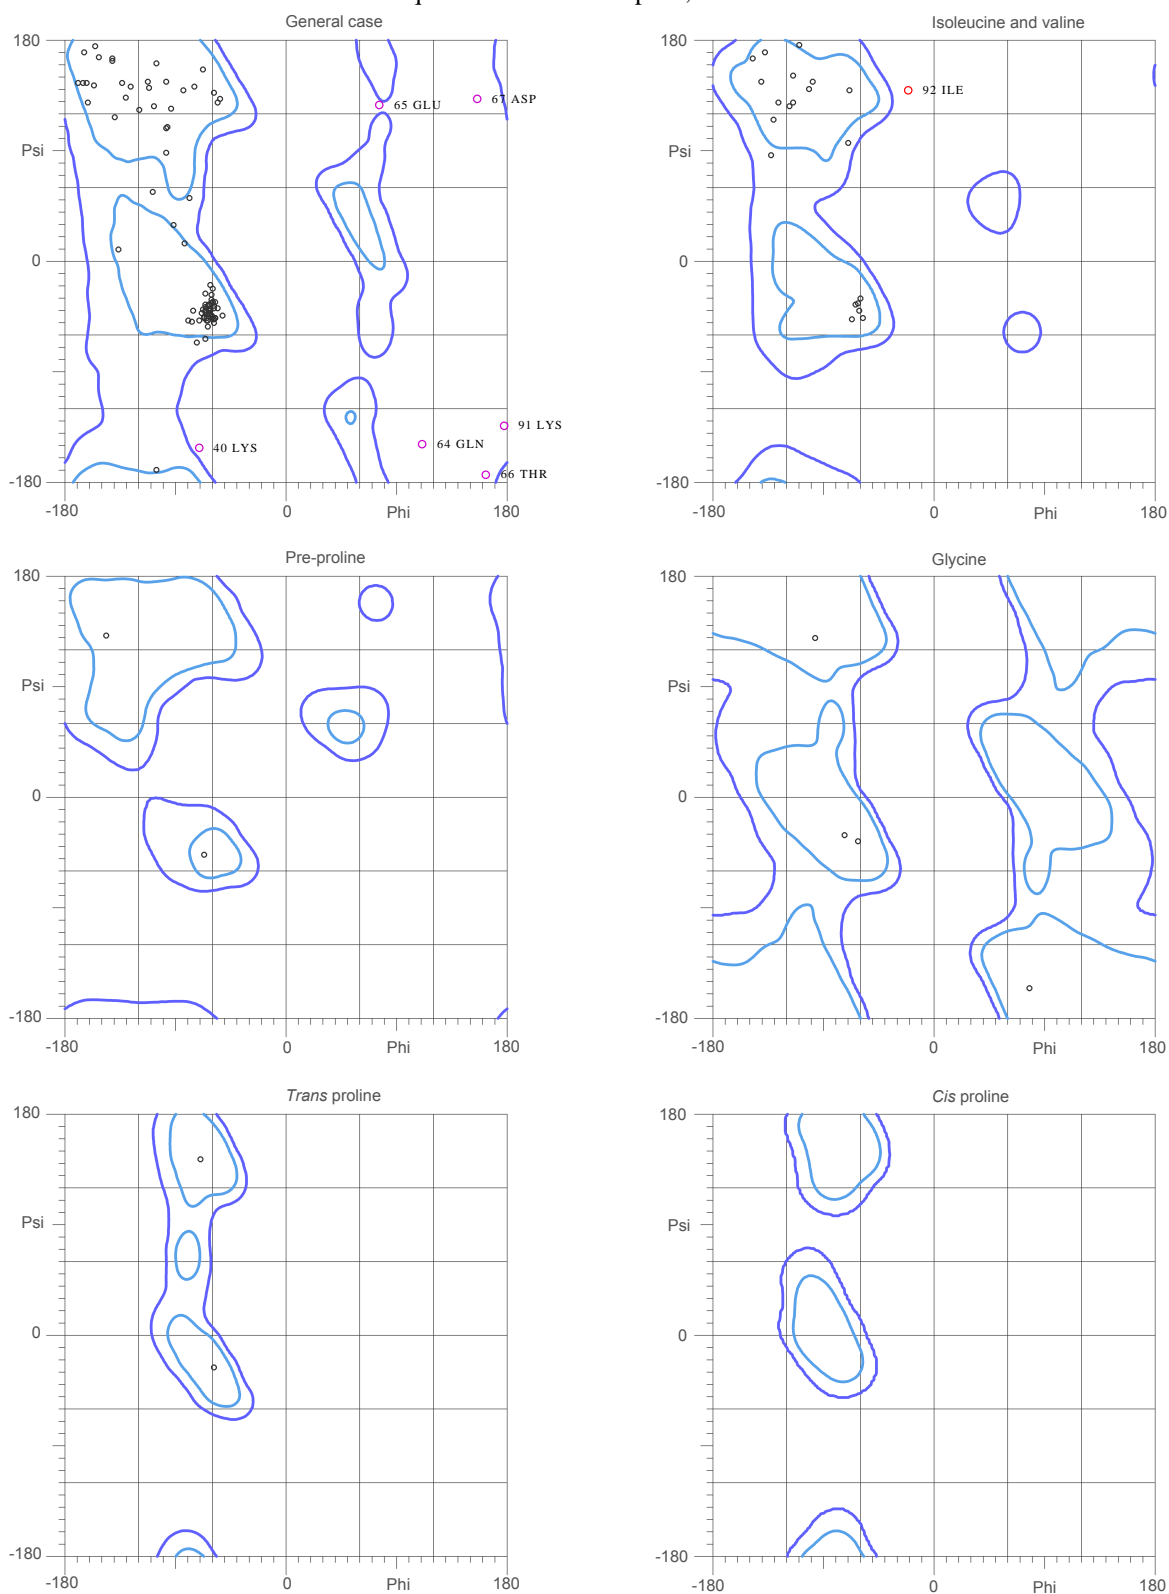 General case
Isoleucine and valine
180
180
65 GLU
67 ASP
92 ILE
Psi
Psi
0
0
40 LYS
64 GLN
91 LYS
66 THR
-180
-180
-180
0
Phi
180
-180
0
Phi
180
Pre-proline
Glycine
180
180
Psi
Psi
0
0
-180
-180
-180
0
Phi
180
-180
0
Phi
180
Trans proline
Cis proline
180
180
Psi
Psi
0
0
-180
-180
-180
0
Phi
180
-180
0
Phi
180